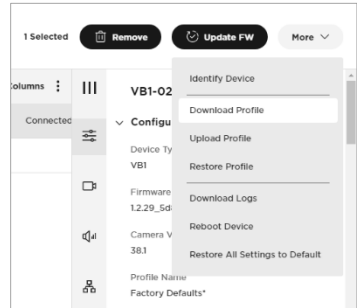 1 Selected
Remove
Update FW
More
olumns
VB1-02
Connected
Configu
Device Ty
VB1
Firmware
1.2.29_5d
Camera V
38.1
Profile Name
Factory Defaults*
Identify Device
Download Profile
Upload Profile
Restore Profile
Download Logs
Reboot Device
Restore All Settings to Default